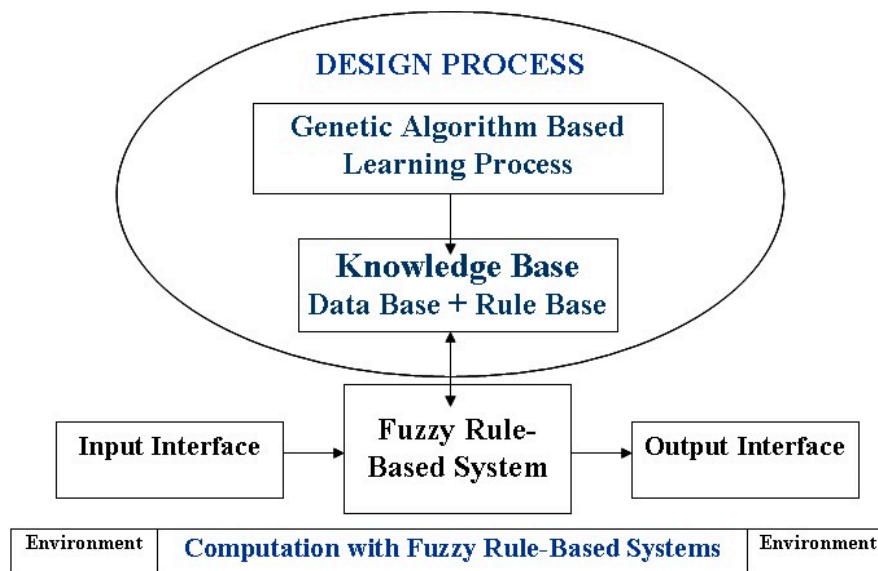 DESIGN PROCESS
Genetic Algorithm Based
Learning Process
Knowledge Base
Data Base + Rule Base
Input Interface
Fuzzy Rule-
Based System
Output Interface
Environment
Computation with Fuzzy Rule-Based Systems
Environment